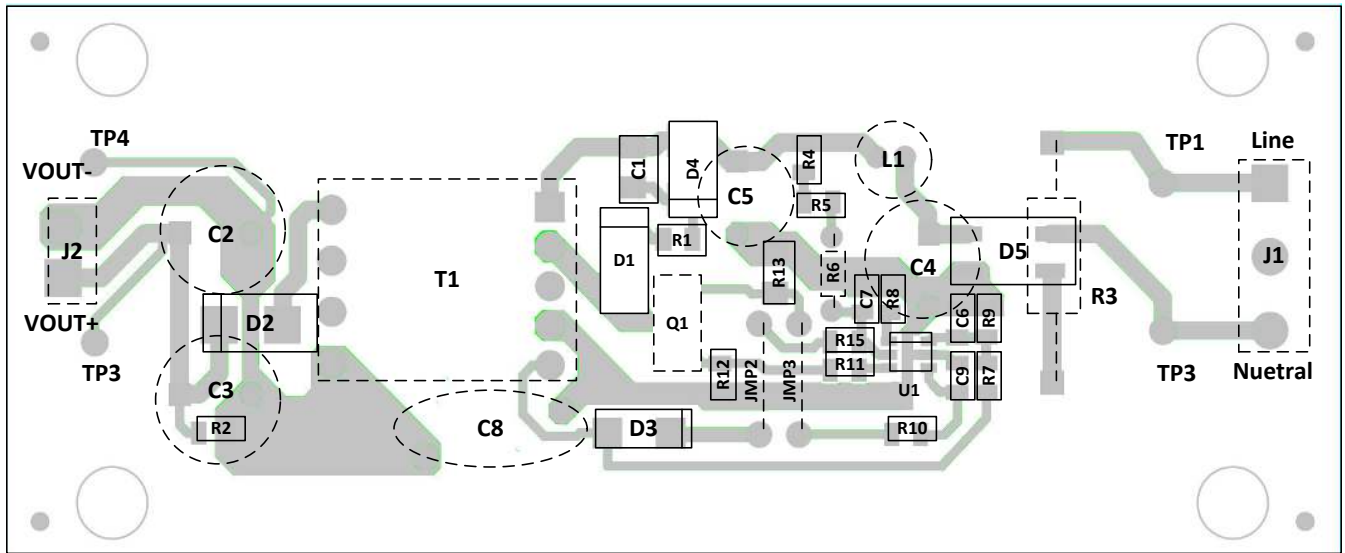 TP4
VOUT-
J2
VOUT+
TP3
C2
D2
C3
R2
T1
C8
C1
D4
R1
D1
Q1
C5
R4
R5
L1
R13
R6
C7
R8
C4
D5
R3
TP1
Line
J1
TP3
Nuetral
R12
JMP2
JMP3
R15
R11
U1
C6
R9
C9
R7
D3
R10